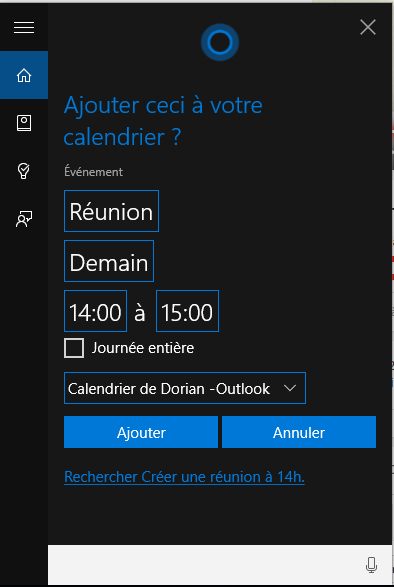 Ajouter ceci à votre
calendrier ?
Événement
Réunion
Demain
14:00 à 15:00
Journée entière
Calendrier de Dorian -Outlook
Ajouter Annuler
Rechercher Créer une réunion à 14h.